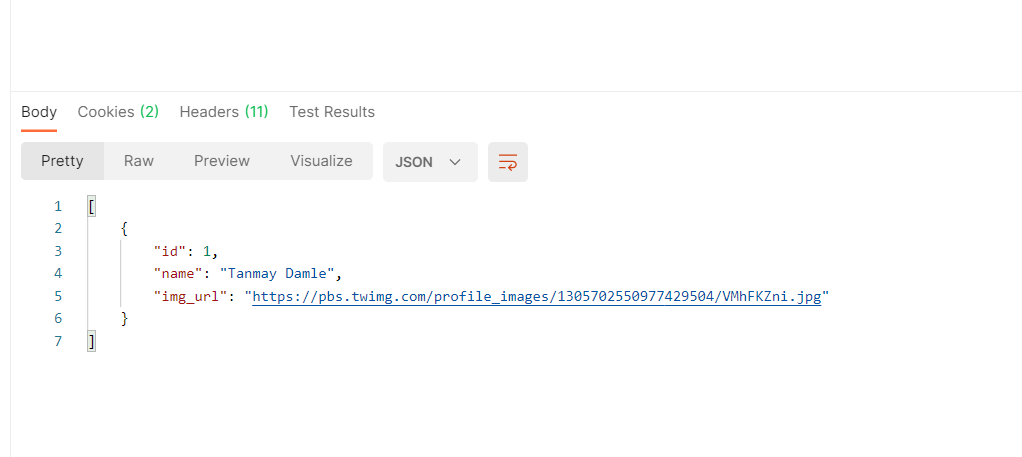 Body Cookies (2) Headers (11) Test Results
Pretty Raw Preview Visualize JSON
1 [
2 {
3 "id": 1,
4 "name": "Tanmay Damle",
5 "img_url": "https://pbs.twimg.com/profile_images/1305702550977429504/VMhFKZni.jpg"
6 }
7 ]